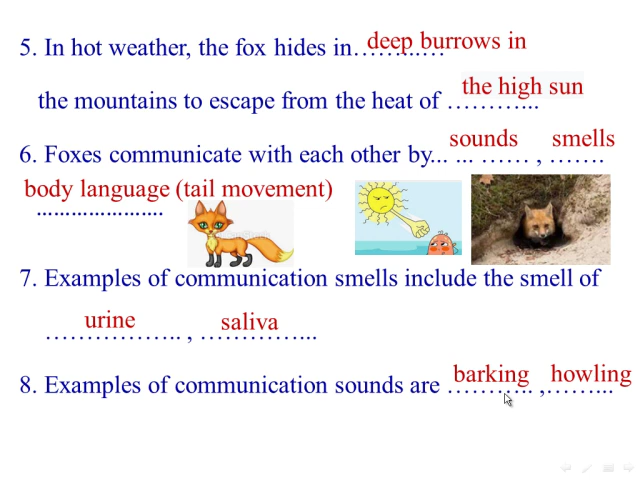 5. In hot weather, the fox hides in……...… deep burrows in
the mountains to escape from the heat of ………... the high sun
6. Foxes communicate with each other by... ... …… , ……. sounds smells
body language (tail movement)
......................
7. Examples of communication smells include the smell of
urine saliva
…………….. , …………...
8. Examples of communication sounds are ……….. ,……... barking howling